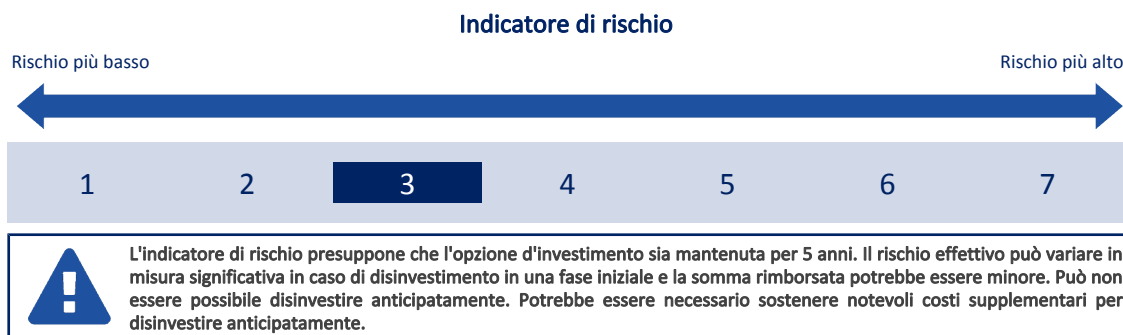 Indicatore di rischio
Rischio più basso
Rischio più alto
1 2 3 4 5 6 7
L'indicatore di rischio presuppone che l'opzione d'investimento sia mantenuta per 5 anni. Il rischio effettivo può variare in
misura significativa in caso di disinvestimento in una fase iniziale e la somma rimborsata potrebbe essere minore. Può non
essere possibile disinvestire anticipatamente. Potrebbe essere necessario sostenere notevoli costi supplementari per
disinvestire anticipatamente.